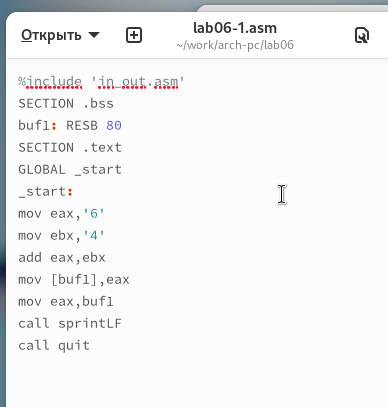 Открыть
lab06-1.asm
~/work/arch-pc/lab06
%include 'in_out.asm'
SECTION .bss
buf1: RESB 80
SECTION .text
GLOBAL _start
_start:
mov eax,'6'
mov ebx,'4'
add eax,ebx
mov [buf1],eax
mov eax,buf1
call sprintLF
call quit